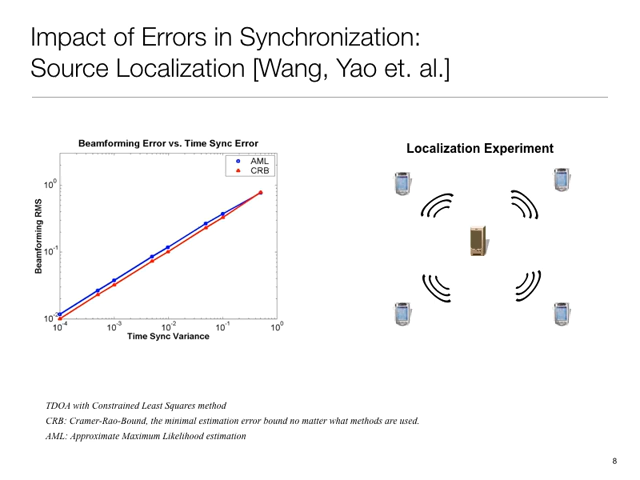 Impact of Errors in Synchronization:
Source Localization [Wang, Yao et. al.]
Beamforming Error vs. Time Sync Error
AML
CRB
10^0
10^-1
10^-2
Beamforming RMS
10^-4
10^-3
10^-2
10^-1
10^0
Time Sync Variance
Localization Experiment
TDOA with Constrained Least Squares method
CRB: Cramer-Rao-Bound, the minimal estimation error bound no matter what methods are used.
AML: Approximate Maximum Likelihood estimation
8